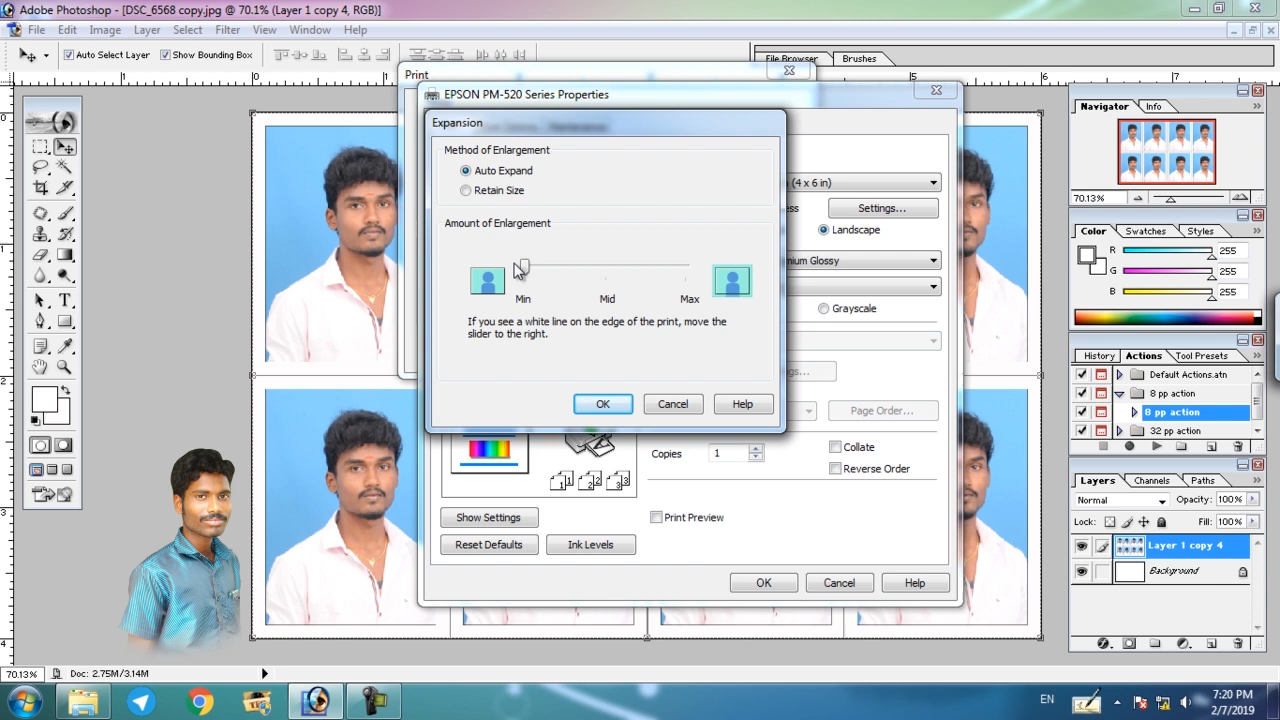 Adobe Photoshop - [DSC_6568 copy.jpg @ 70.1% (Layer 1 copy 4, RGB)]
File Edit Image Layer Select Filter View Window Help
Auto Select Layer Show Bounding Box
File Browser Brushes
Print
EPSON PM-520 Series Properties
Expansion
Maintenance
Method of Enlargement
Auto Expand
Retain Size
Amount of Enlargement
Min Mid Max
If you see a white line on the edge of the print, move the
slider to the right.
OK Cancel Help
(4 x 6 in)
Settings...
Landscape
Glossy
Grayscale
Page Order...
Copies 1
Collate
Reverse Order
Show Settings
Print Preview
Reset Defaults Ink Levels
OK Cancel Help
Navigator Info
70.13%
Color Swatches Styles
R 255
G 255
B 255
History Actions Tool Presets
Default Actions.atn
8 pp action
8 pp action
32 pp action
Layers Channels Paths
Normal Opacity: 100%
Lock: Fill: 100%
Layer 1 copy 4
Background
70.13% Doc: 2.75M/3.14M
EN
7:20 PM
2/7/2019